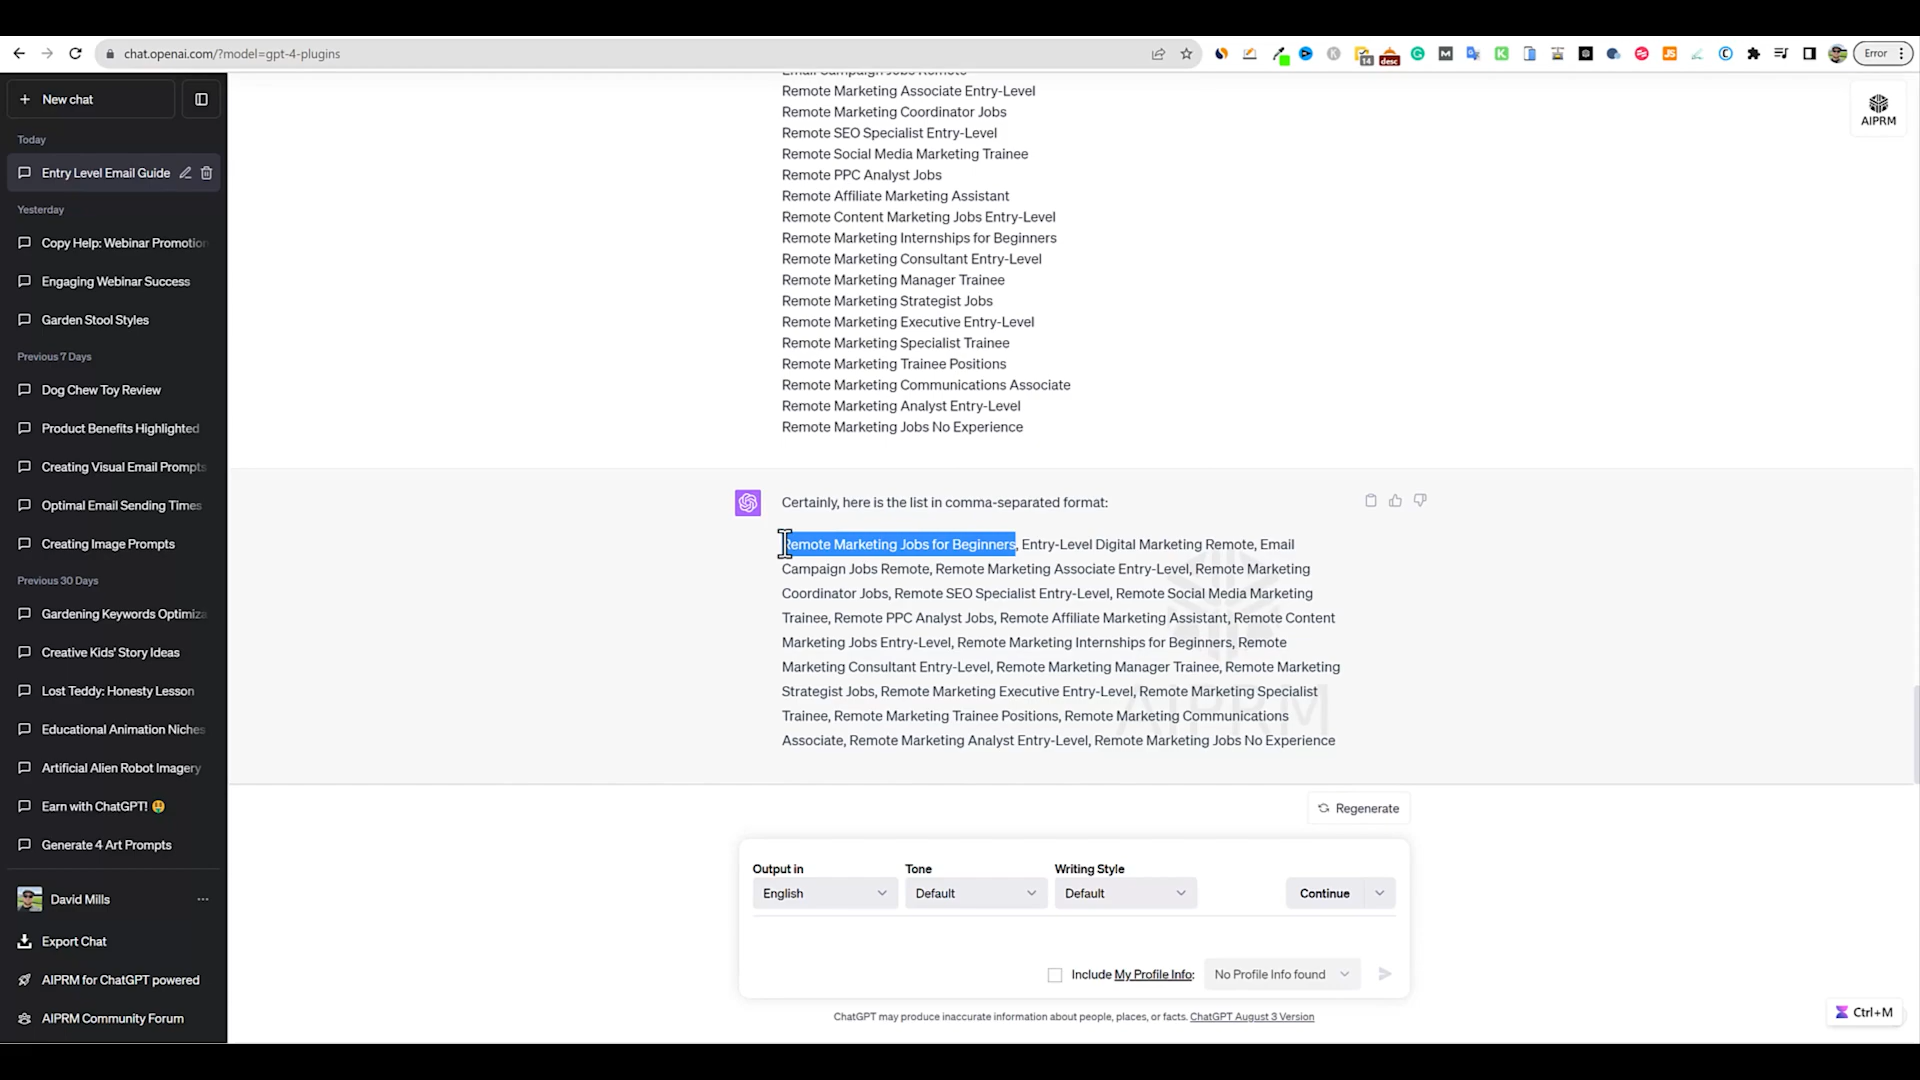 chat.openai.com/?model=gpt-4-plugins
14
desc
Error
New chat
Today
Entry Level Email Guide
Yesterday
Copy Help: Webinar Promotion
Engaging Webinar Success
Garden Stool Styles
Previous 7 Days
Dog Chew Toy Review
Product Benefits Highlighted
Creating Visual Email Prompts
Optimal Email Sending Times
Creating Image Prompts
Previous 30 Days
Gardening Keywords Optimiza
Creative Kids' Story Ideas
Lost Teddy: Honesty Lesson
Educational Animation Niches
Artificial Alien Robot Imagery
Earn with ChatGPT! 🤑
Generate 4 Art Prompts
David Mills
Export Chat
AIPRM for ChatGPT powered
AIPRM Community Forum
Email Campaign Jobs Remote
Remote Marketing Associate Entry-Level
Remote Marketing Coordinator Jobs
Remote SEO Specialist Entry-Level
Remote Social Media Marketing Trainee
Remote PPC Analyst Jobs
Remote Affiliate Marketing Assistant
Remote Content Marketing Jobs Entry-Level
Remote Marketing Internships for Beginners
Remote Marketing Consultant Entry-Level
Remote Marketing Manager Trainee
Remote Marketing Strategist Jobs
Remote Marketing Executive Entry-Level
Remote Marketing Specialist Trainee
Remote Marketing Trainee Positions
Remote Marketing Communications Associate
Remote Marketing Analyst Entry-Level
Remote Marketing Jobs No Experience
AIPRM
Certainly, here is the list in comma-separated format:
Remote Marketing Jobs for Beginners, Entry-Level Digital Marketing Remote, Email
Campaign Jobs Remote, Remote Marketing Associate Entry-Level, Remote Marketing
Coordinator Jobs, Remote SEO Specialist Entry-Level, Remote Social Media Marketing
Trainee, Remote PPC Analyst Jobs, Remote Affiliate Marketing Assistant, Remote Content
Marketing Jobs Entry-Level, Remote Marketing Internships for Beginners, Remote
Marketing Consultant Entry-Level, Remote Marketing Manager Trainee, Remote Marketing
Strategist Jobs, Remote Marketing Executive Entry-Level, Remote Marketing Specialist
Trainee, Remote Marketing Trainee Positions, Remote Marketing Communications
Associate, Remote Marketing Analyst Entry-Level, Remote Marketing Jobs No Experience
AIPRM
Regenerate
Output in
Tone
Writing Style
English
Default
Default
Continue
Include My Profile Info:
No Profile Info found
ChatGPT may produce inaccurate information about people, places, or facts. ChatGPT August 3 Version
Ctrl+M